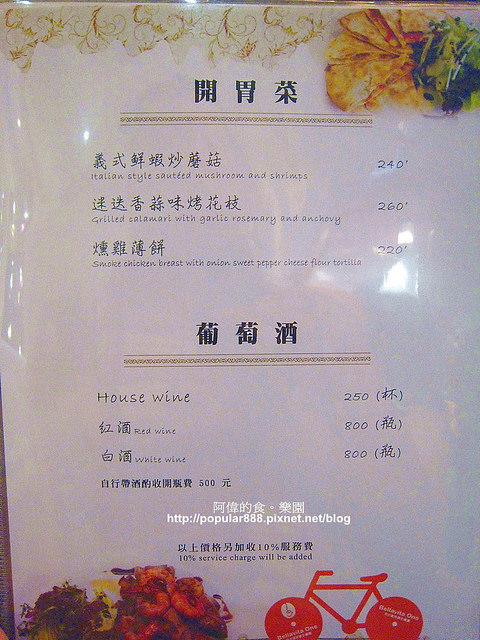 開胃菜
義式鮮蝦炒蘑菇 240'
Italian style sautéed mushroom and shrimps
迷迭香蒜味烤花枝 260'
Grilled calamari with garlic rosemary and anchovy
燻雞薄餅 220'
Smoke chicken breast with onion sweet pepper cheese flour tortilla
葡萄酒
House wine 250 (杯)
紅酒 Red wine 800 (瓶)
白酒 White wine 800 (瓶)
自行帶酒酌收開瓶費 500 元
阿偉的食。樂園
http://popular888.pixnet.net/blog
以上價格另加收10%服務費
10% service charge will be added
Bellavita One
Bellavita One